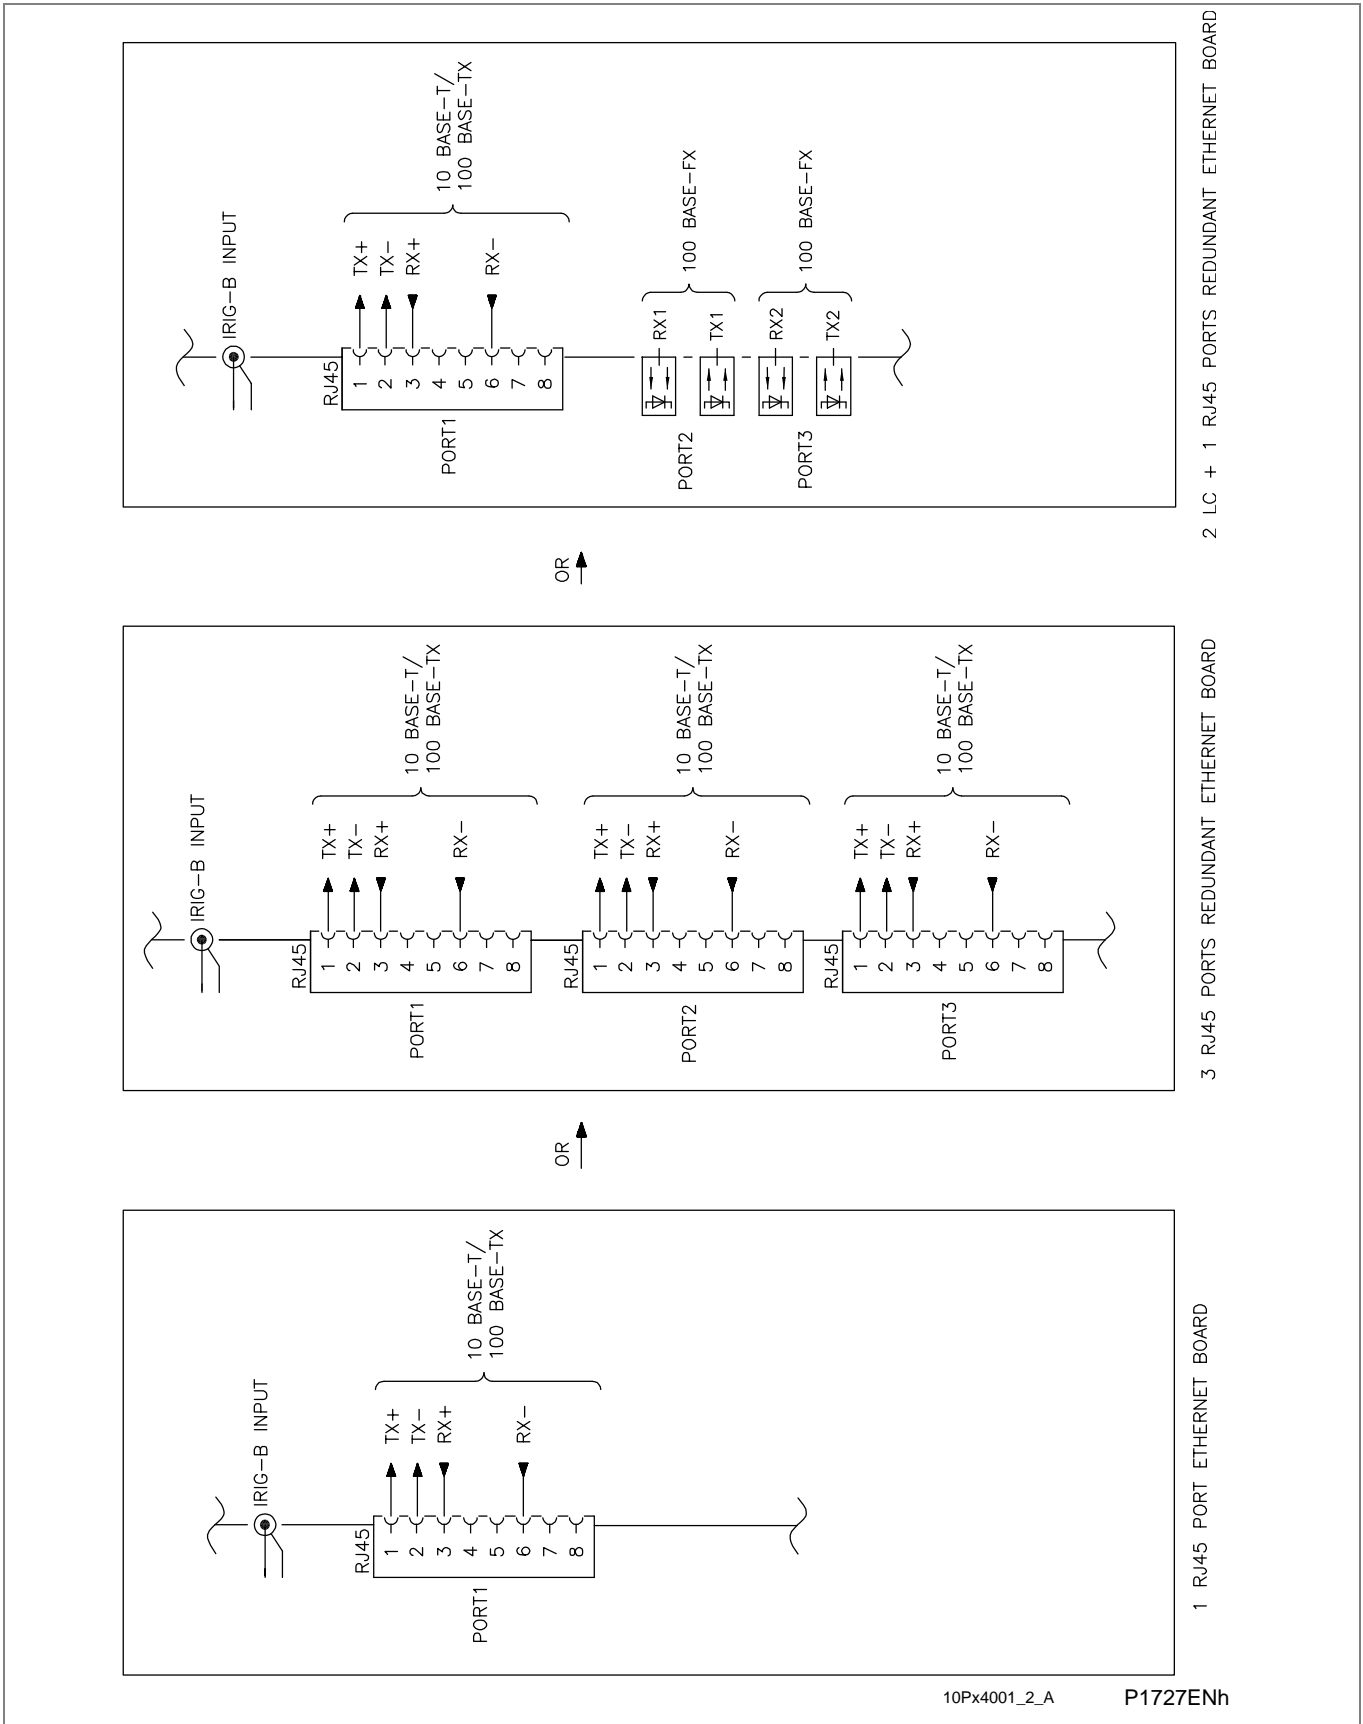 IRIG-B INPUT
RJ45
1
2
3
4
5
6
7
8
TX+
TX-
RX+
RX-
10 BASE-T/
100 BASE-TX
PORT1
RX1
TX1
100 BASE-FX
PORT2
RX2
TX2
100 BASE-FX
PORT3
2 LC + 1 RJ45 PORTS REDUNDANT ETHERNET BOARD
OR
IRIG-B INPUT
RJ45
1
2
3
4
5
6
7
8
TX+
TX-
RX+
RX-
10 BASE-T/
100 BASE-TX
PORT1
RJ45
1
2
3
4
5
6
7
8
TX+
TX-
RX+
RX-
10 BASE-T/
100 BASE-TX
PORT2
RJ45
1
2
3
4
5
6
7
8
TX+
TX-
RX+
RX-
10 BASE-T/
100 BASE-TX
PORT3
3 RJ45 PORTS REDUNDANT ETHERNET BOARD
OR
IRIG-B INPUT
RJ45
1
2
3
4
5
6
7
8
TX+
TX-
RX+
RX-
10 BASE-T/
100 BASE-TX
PORT1
1 RJ45 PORT ETHERNET BOARD
10Px4001_2_A
P1727ENh